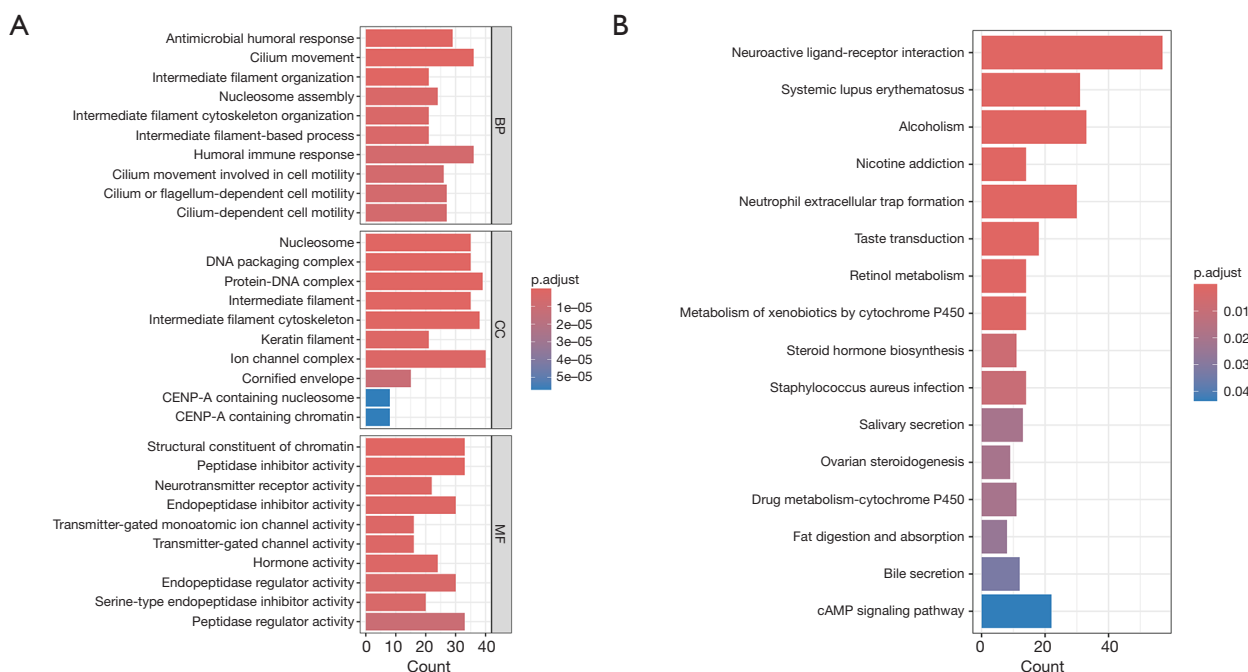 A
Antimicrobial humoral response
Cilium movement
Intermediate filament organization
Nucleosome assembly
Intermediate filament cytoskeleton organization
Intermediate filament-based process
Humoral immune response
Cilium movement involved in cell motility
Cilium or flagellum-dependent cell motility
Cilium-dependent cell motility
BP
Nucleosome
DNA packaging complex
Protein-DNA complex
Intermediate filament
Intermediate filament cytoskeleton
Keratin filament
Ion channel complex
Cornified envelope
CENP-A containing nucleosome
CENP-A containing chromatin
CC
Structural constituent of chromatin
Peptidase inhibitor activity
Neurotransmitter receptor activity
Endopeptidase inhibitor activity
Transmitter-gated monoatomic ion channel activity
Transmitter-gated channel activity
Hormone activity
Endopeptidase regulator activity
Serine-type endopeptidase inhibitor activity
Peptidase regulator activity
MF
0 10 20 30 40
Count
p.adjust
1e–05
2e–05
3e–05
4e–05
5e–05
B
Neuroactive ligand-receptor interaction
Systemic lupus erythematosus
Alcoholism
Nicotine addiction
Neutrophil extracellular trap formation
Taste transduction
Retinol metabolism
Metabolism of xenobiotics by cytochrome P450
Steroid hormone biosynthesis
Staphylococcus aureus infection
Salivary secretion
Ovarian steroidogenesis
Drug metabolism-cytochrome P450
Fat digestion and absorption
Bile secretion
cAMP signaling pathway
0 20 40
Count
p.adjust
0.01
0.02
0.03
0.04